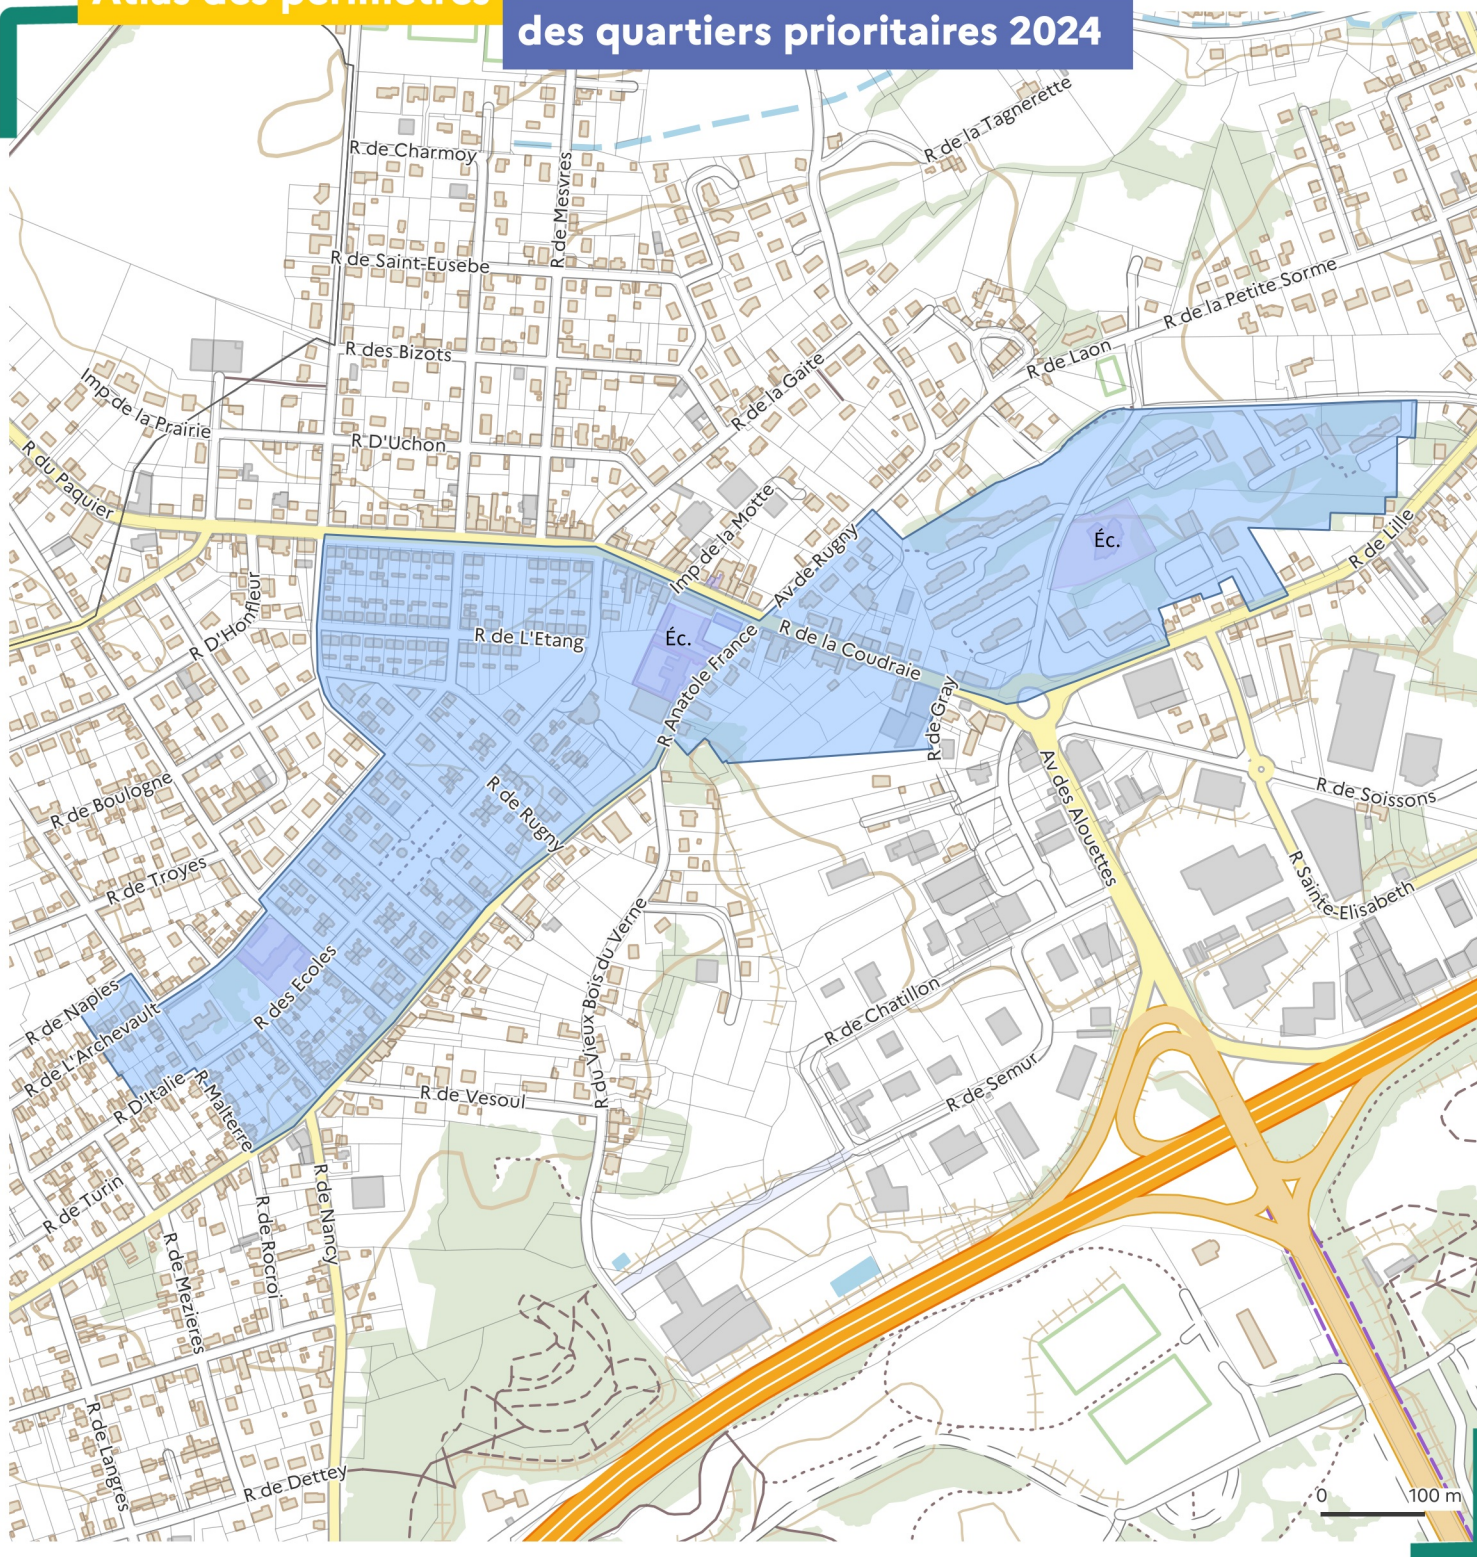 Atlas des périmètres
des quartiers prioritaires 2024
R de la Tagnerette
R de Charmoy
R de Mesvres
R de Saint-Eusebe
R de la Petite Sorme
R des Bizots
R de Laon
Imp de la Prairie
R de la Gaite
R D'Uchon
R du Paquier
Imp de la Motte
Av de Rugny
Éc.
R de Lille
R D'Honfleur
R de L'Etang
Éc.
R de la Coudraie
R Anatole France
R de Gray
R de Boulogne
R de Rugny
Av des Alouettes
R de Soissons
R de Troyes
R Sainte-Elisabeth
R des Ecoles
R du Vieux Bois du Verne
R de Naples
R de L'Archevault
R de Chatillon
R D'Italie
R Malterre
R de Vesoul
R de Semur
R de Turin
R de Nancy
R de Rocroi
R de Mezieres
R de Langres
R de Dettey
0 100 m